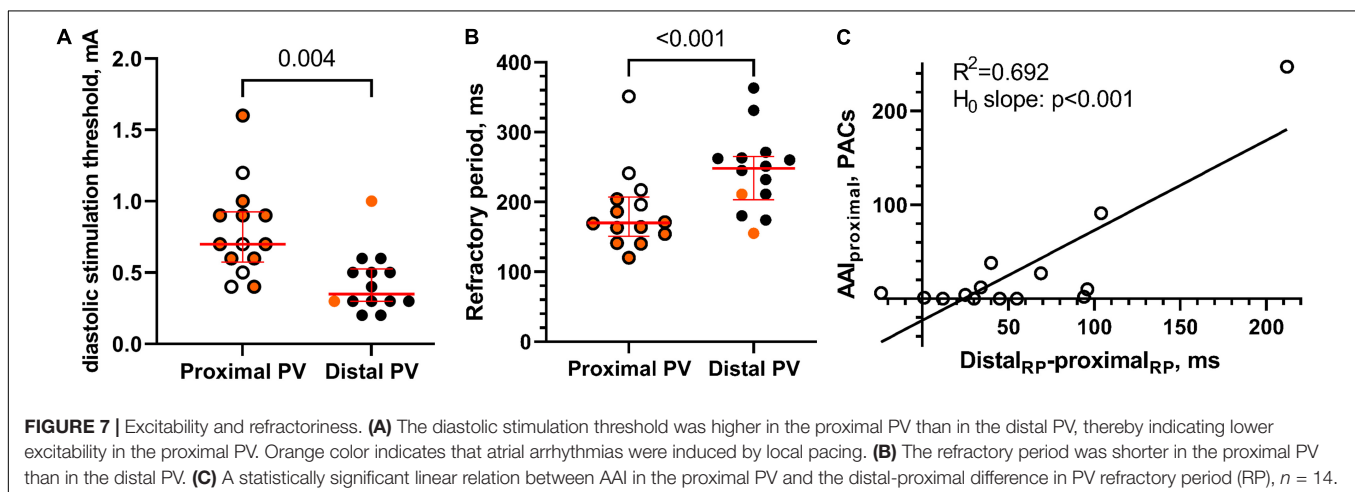 A
diastolic stimulation threshold, mA
2.0
1.5
1.0
0.5
0.0
0.004
Proximal PV
Distal PV
B
Refractory period, ms
400
300
200
100
0
<0.001
Proximal PV
Distal PV
C
R²=0.692
H₀ slope: p<0.001
AAIproximal, PACs
200
100
50
100
150
200
DistalRP-proximalRP, ms
FIGURE 7 | Excitability and refractoriness. (A) The diastolic stimulation threshold was higher in the proximal PV than in the distal PV, thereby indicating lower
excitability in the proximal PV. Orange color indicates that atrial arrhythmias were induced by local pacing. (B) The refractory period was shorter in the proximal PV
than in the distal PV. (C) A statistically significant linear relation between AAI in the proximal PV and the distal-proximal difference in PV refractory period (RP), n = 14.